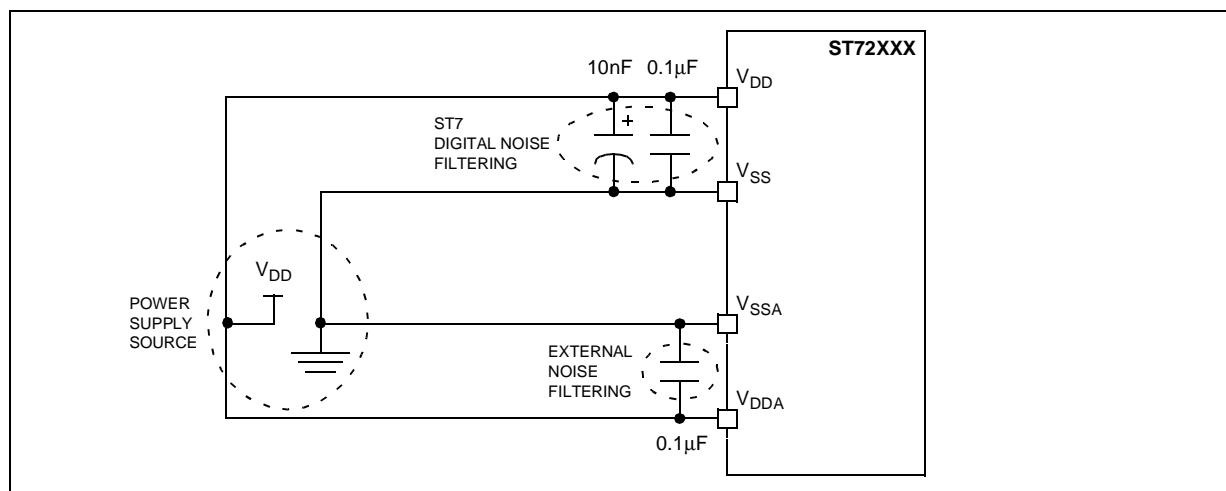 ST72XXX
10nF 0.1μF
VDD
+
ST7
DIGITAL NOISE
FILTERING
VSS
VDD
POWER
SUPPLY
SOURCE
VSSA
EXTERNAL
NOISE
FILTERING
VDDA
0.1μF